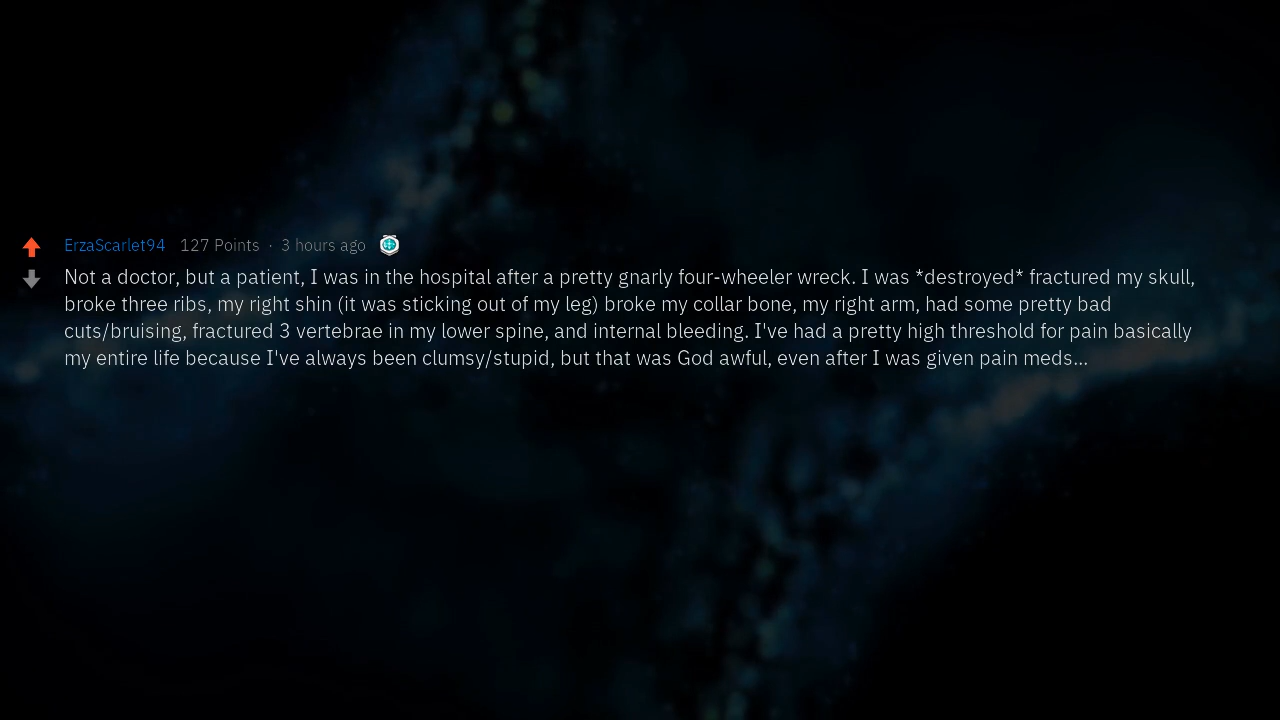 ErzaScarlet94 127 Points · 3 hours ago
Not a doctor, but a patient, I was in the hospital after a pretty gnarly four-wheeler wreck. I was *destroyed* fractured my skull,
broke three ribs, my right shin (it was sticking out of my leg) broke my collar bone, my right arm, had some pretty bad
cuts/bruising, fractured 3 vertebrae in my lower spine, and internal bleeding. I've had a pretty high threshold for pain basically
my entire life because I've always been clumsy/stupid, but that was God awful, even after I was given pain meds...